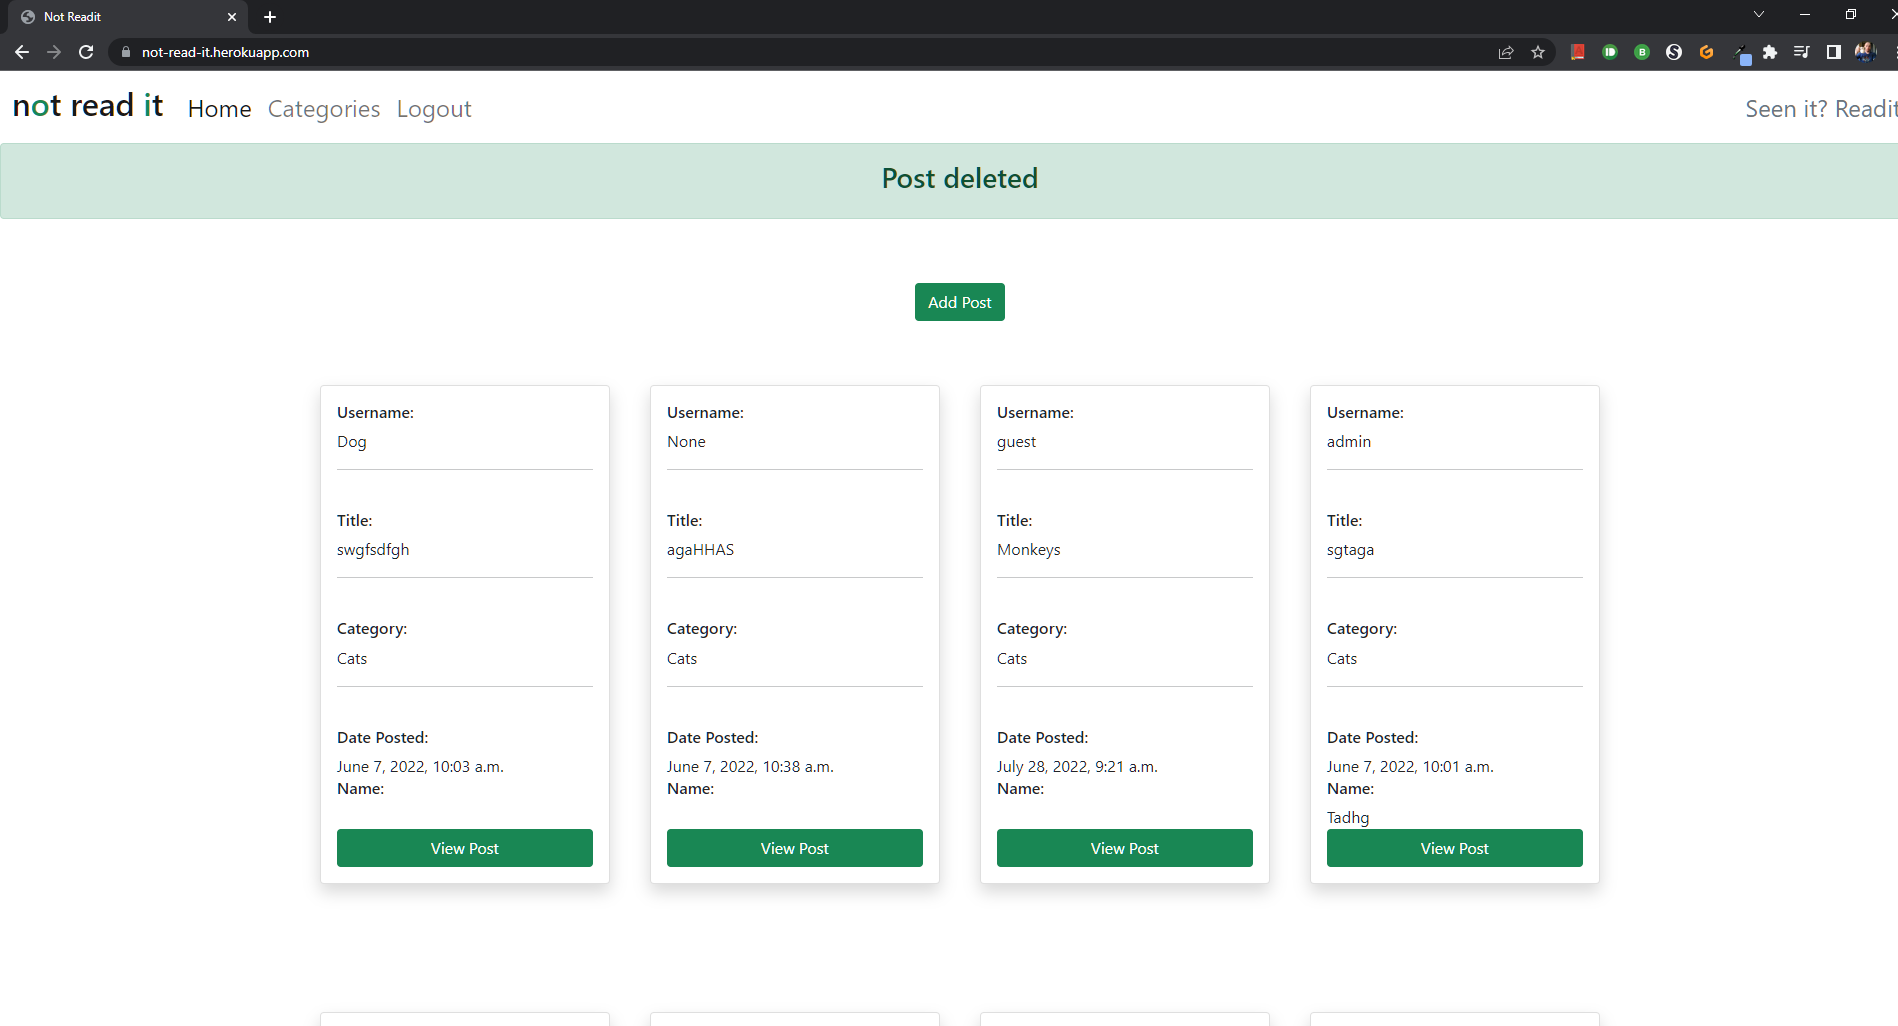 Not Readit
not-read-it.herokuapp.com
not read it Home Categories Logout Seen it? Readit
Post deleted
Add Post
Username:
Dog
Title:
swgfsdfgh
Category:
Cats
Date Posted:
June 7, 2022, 10:03 a.m.
Name:
View Post
Username:
None
Title:
agaHHAS
Category:
Cats
Date Posted:
June 7, 2022, 10:38 a.m.
Name:
View Post
Username:
guest
Title:
Monkeys
Category:
Cats
Date Posted:
July 28, 2022, 9:21 a.m.
Name:
View Post
Username:
admin
Title:
sgtaga
Category:
Cats
Date Posted:
June 7, 2022, 10:01 a.m.
Name:
Tadhg
View Post